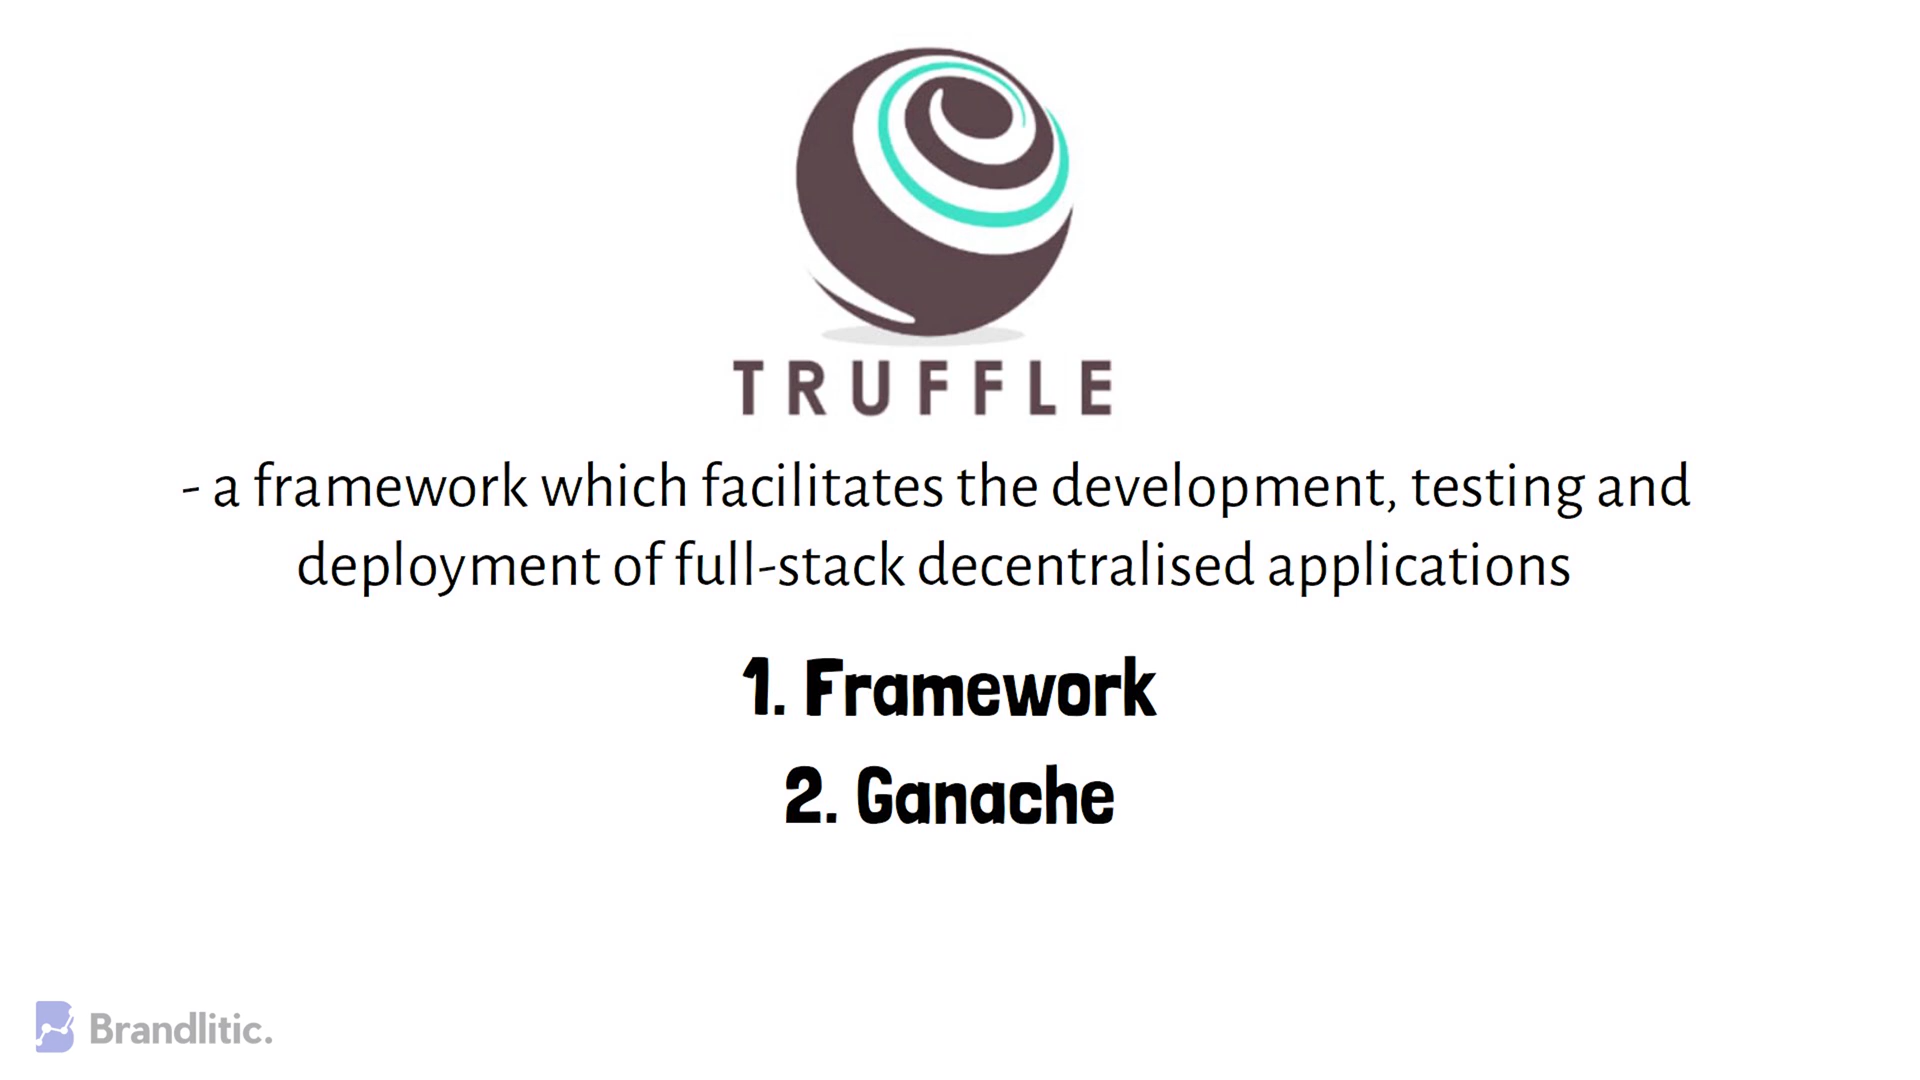 TRUFFLE
- a framework which facilitates the development, testing and
deployment of full-stack decentralised applications
1. Framework
2. Ganache
Brandlitic.